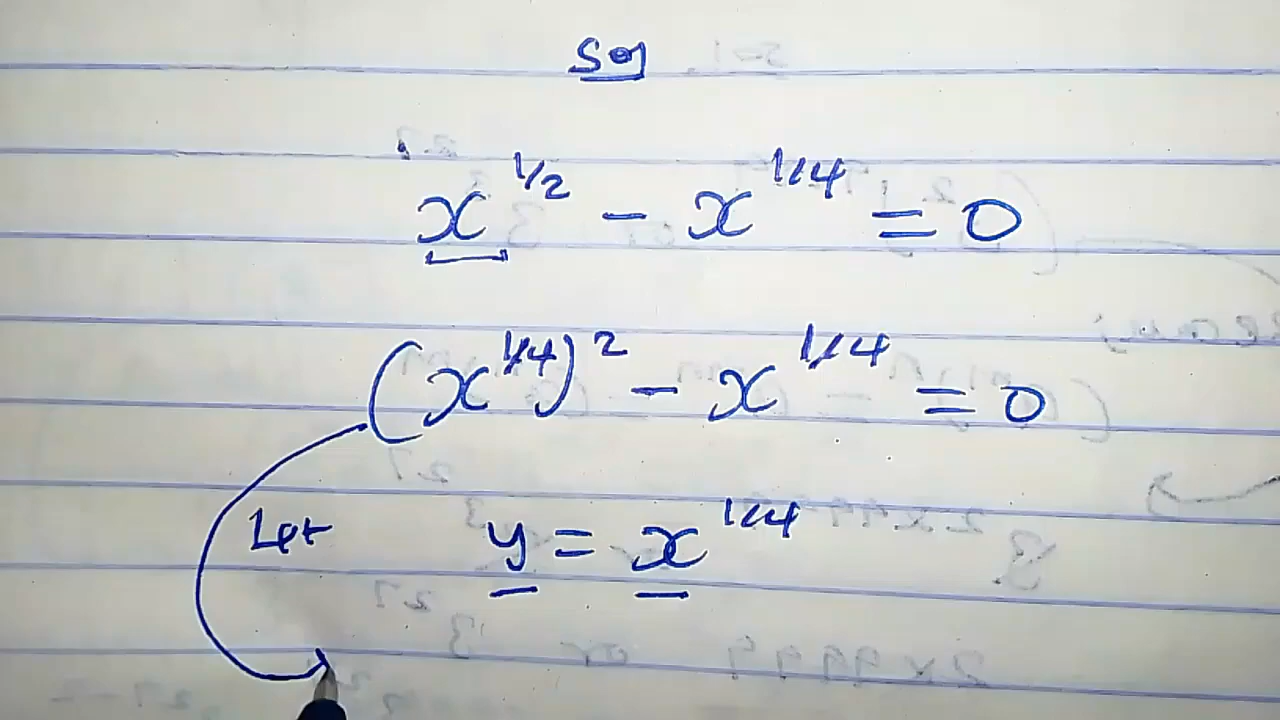 Sol
x^{1/2} - x^{1/4} = 0
(x^{1/4})^2 - x^{1/4} = 0
Let y = x^{1/4}